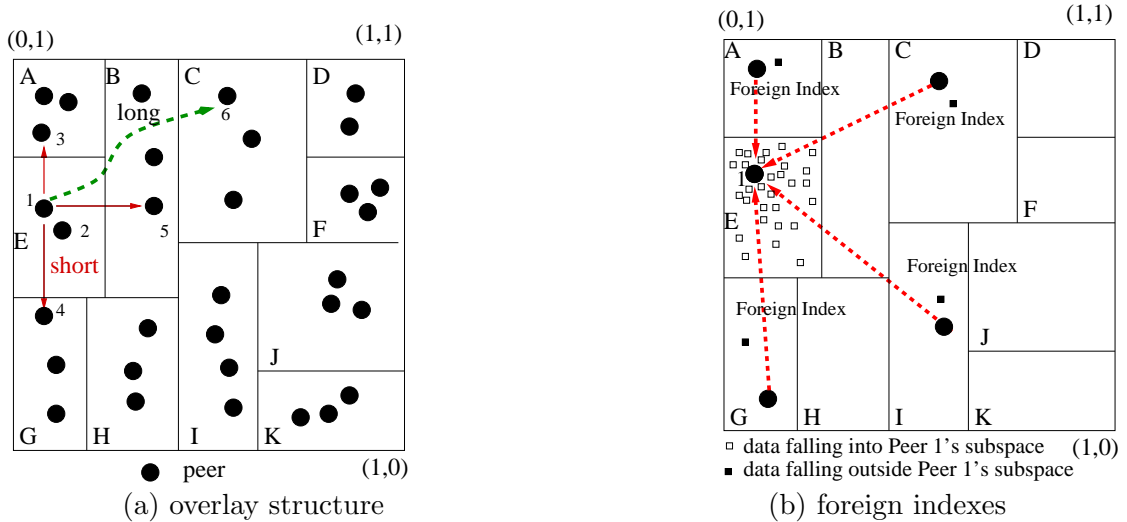 (0,1)
(1,1)
A
B
C
D
long
6
3
1
2
5
E
F
short
4
J
G
H
I
K
peer
(1,0)
(a) overlay structure
(0,1)
(1,1)
A
B
C
D
Foreign Index
Foreign Index
1
E
F
Foreign Index
Foreign Index
J
G
H
I
K
data falling into Peer 1's subspace
(1,0)
data falling outside Peer 1's subspace
(b) foreign indexes